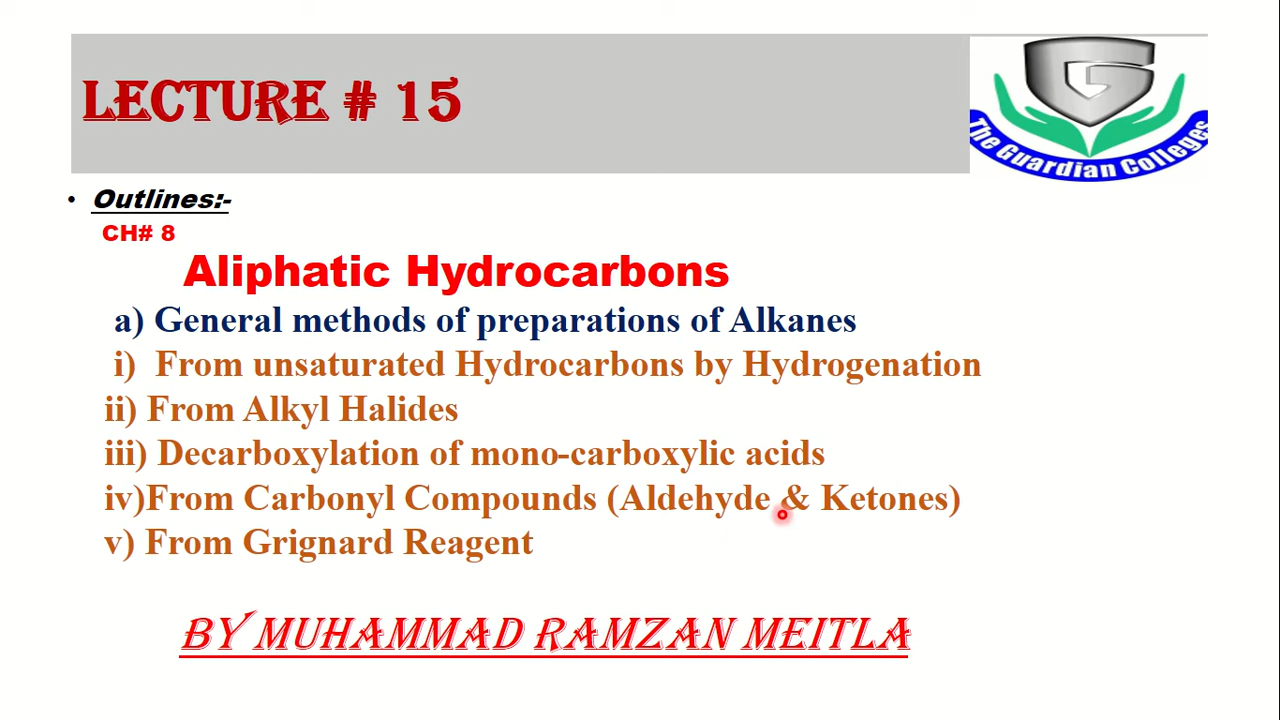 LECTURE # 15
The Guardian Colleges
• Outlines:-
CH# 8
Aliphatic Hydrocarbons
a) General methods of preparations of Alkanes
i) From unsaturated Hydrocarbons by Hydrogenation
ii) From Alkyl Halides
iii) Decarboxylation of mono-carboxylic acids
iv)From Carbonyl Compounds (Aldehyde & Ketones)
v) From Grignard Reagent
BY MUHAMMAD RAMZAN MEITLA